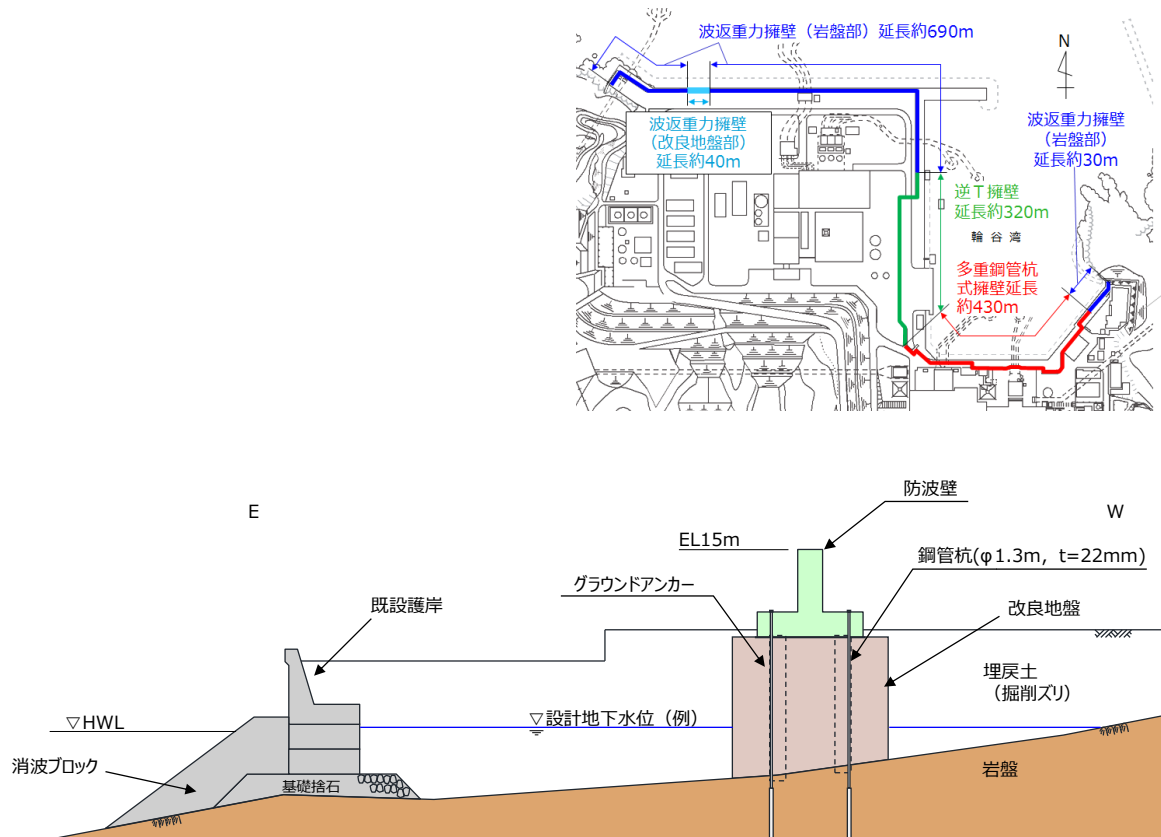 波返重力擁壁（岩盤部）延長約690m
N
波返重力擁壁
（改良地盤部）
延長約40m
波返重力擁壁
（岩盤部）
延長約30m
逆T擁壁
延長約320m
輪谷湾
多重鋼管杭
式擁壁延長
約430m
E
防波壁
W
EL15m
鋼管杭(φ1.3m, t=22mm)
グラウンドアンカー
既設護岸
改良地盤
埋戻土
（掘削ズリ）
▽HWL
▽設計地下水位（例）
消波ブロック
基礎捨石
岩盤